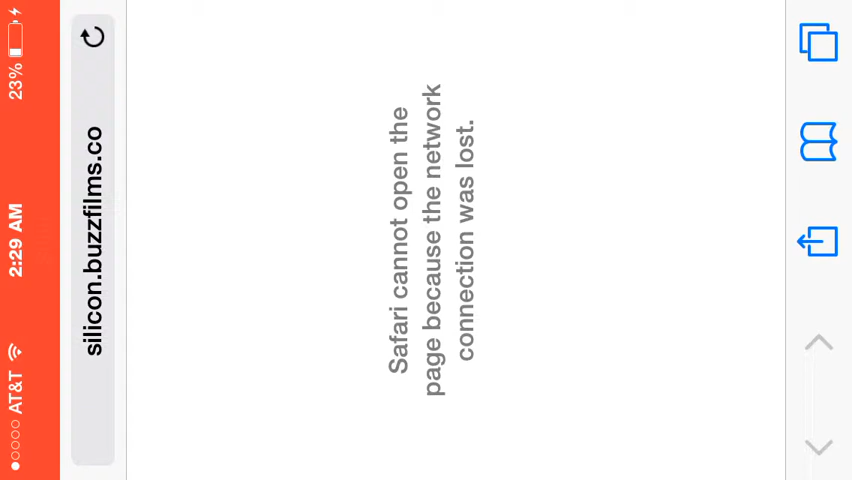 AT&T 2:29 AM 23%
silicon.buzzfilms.co
Safari cannot open the
page because the network
connection was lost.